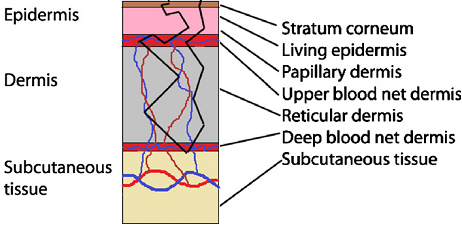 Epidermis
Dermis
Subcutaneous
tissue
Stratum corneum
Living epidermis
Papillary dermis
Upper blood net dermis
Reticular dermis
Deep blood net dermis
Subcutaneous tissue